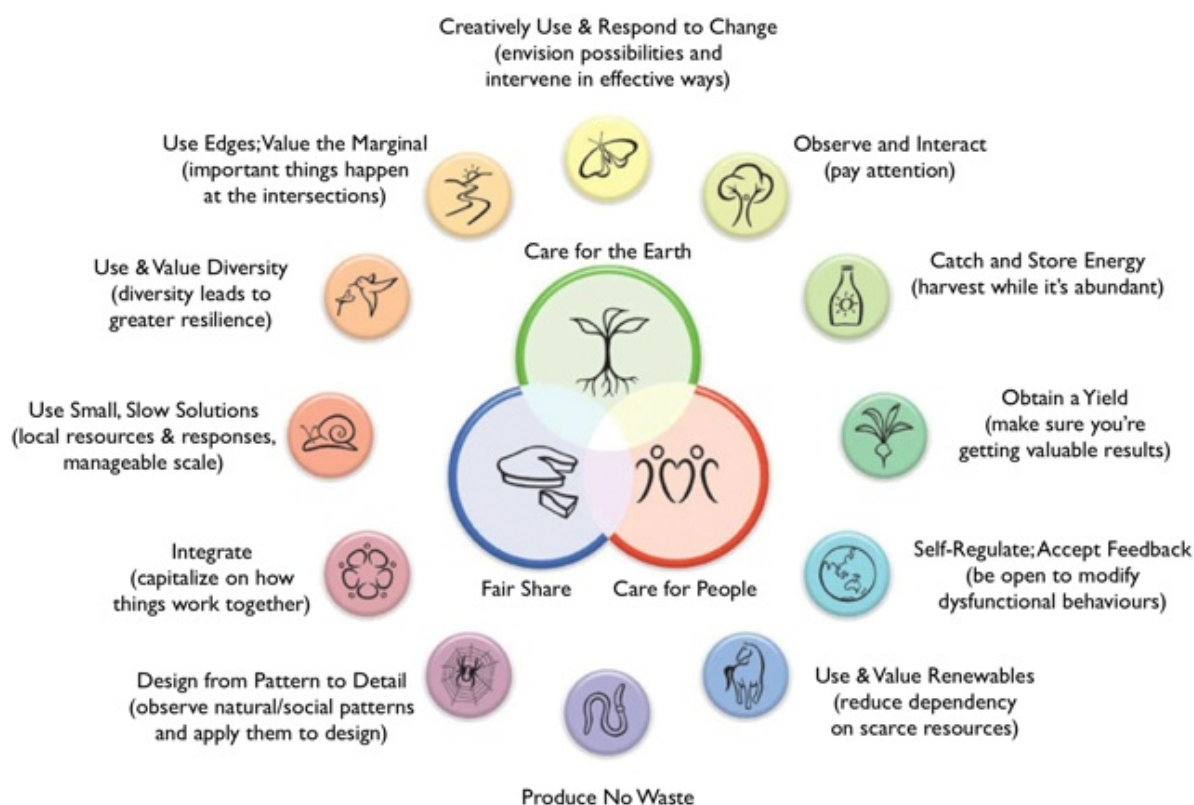 Creatively Use & Respond to Change
(envision possibilities and
intervene in effective ways)
Observe and Interact
(pay attention)
Catch and Store Energy
(harvest while it's abundant)
Obtain a Yield
(make sure you're
getting valuable results)
Self-Regulate; Accept Feedback
(be open to modify
dysfunctional behaviours)
Use & Value Renewables
(reduce dependency
on scarce resources)
Produce No Waste
Design from Pattern to Detail
(observe natural/social patterns
and apply them to design)
Integrate
(capitalize on how
things work together)
Use Small, Slow Solutions
(local resources & responses,
manageable scale)
Use & Value Diversity
(diversity leads to
greater resilience)
Use Edges; Value the Marginal
(important things happen
at the intersections)
Care for the Earth
Fair Share
Care for People